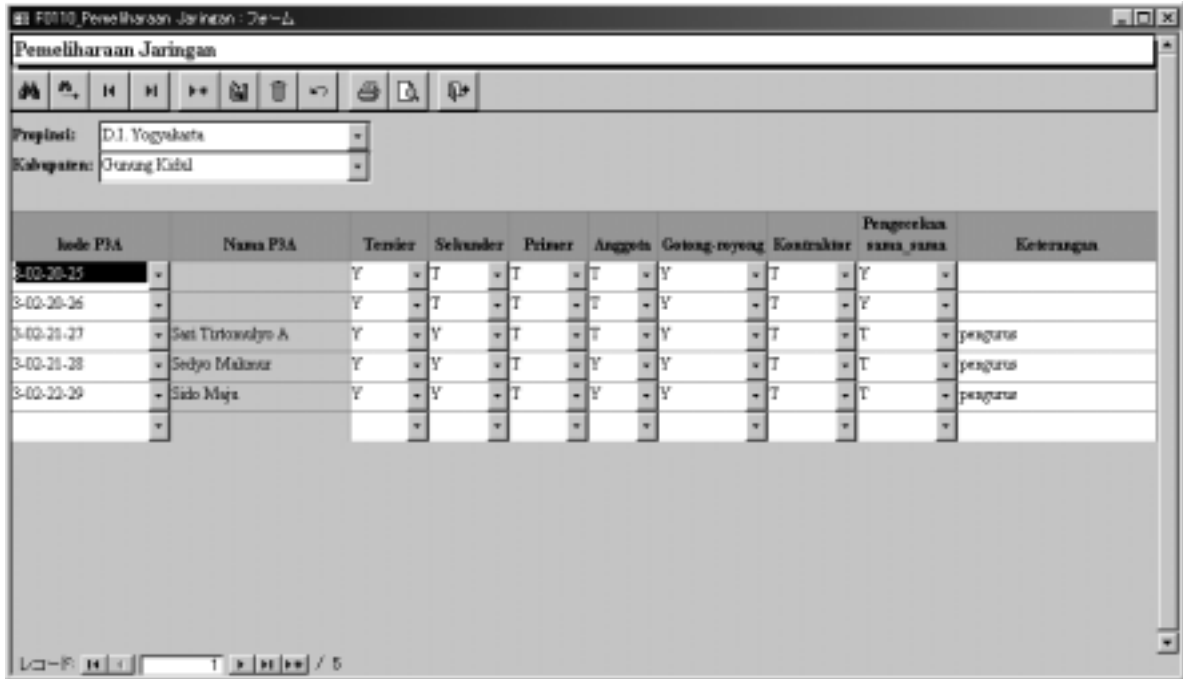 F0110_Pemeliharaan Jaringan : フォーム
Pemeliharaan Jaringan
Propinsi: D.I. Yogyakarta
Kabupaten: Gunung Kidul
kode P3A Nama P3A Tersier Sekunder Primer Anggota Gotong-royong Kontraktor Pengecekan sama_sama Keterangan
3-02-20-25 Y T T T Y T Y
3-02-20-26 Y T T T Y T Y
3-02-21-27 Sari Tirtomulyo A Y Y T T Y T T pengurus
3-02-21-28 Sedyo Makmur Y Y T Y Y T T pengurus
3-02-22-29 Sido Maju Y Y T Y Y T T pengurus
レコード: 1 / 5